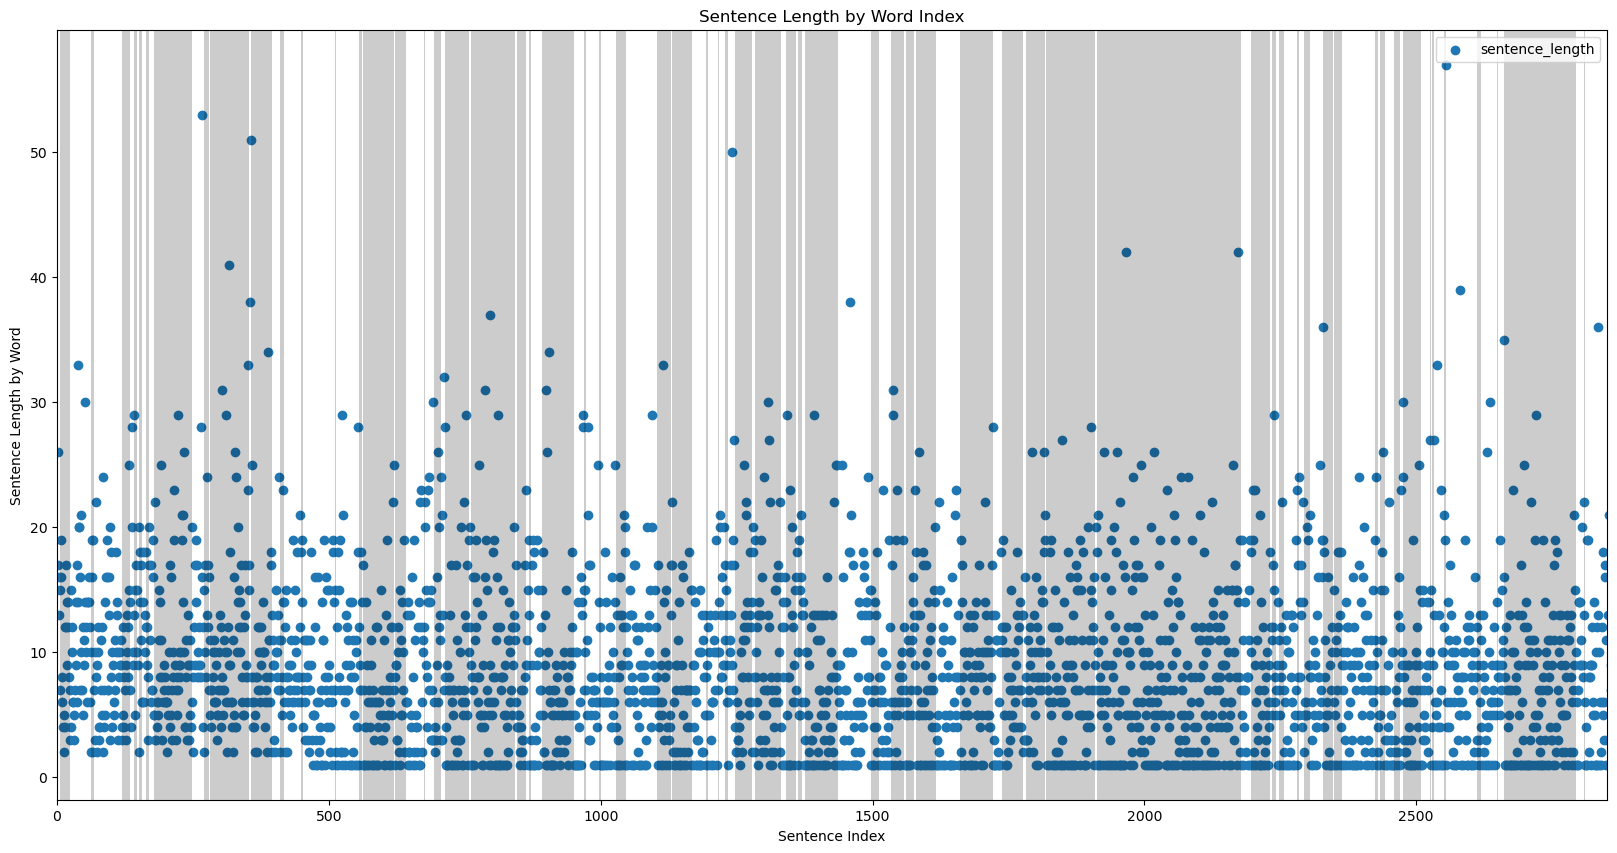 Sentence Length by Word Index
sentence_length
Sentence Length by Word
50
40
30
20
10
0
0 500 1000 1500 2000 2500
Sentence Index